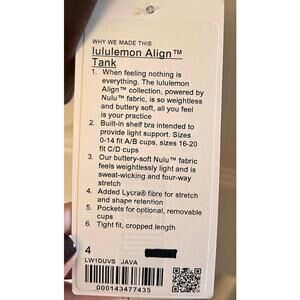 WHY WE MADE THIS
lululemon Align™
Tank
1. When feeling nothing is
everything. The lululemon
Align™ collection, powered by
Nulu™ fabric, is so weightless
and buttery soft, all you feel
is your practice
2. Built-in shelf bra intended to
provide light support. Sizes
0-14 fit A/B cups, sizes 16-20
fit C/D cups
3. Our buttery-soft Nulu™ fabric
feels weightlessly light and is
sweat-wicking and four-way
stretch
4. Added Lycra® fibre for stretch
and shape retention
5. Pockets for optional, removable
cups
6. Tight fit, cropped length
4
LW1DUVS JAVA
000143477435